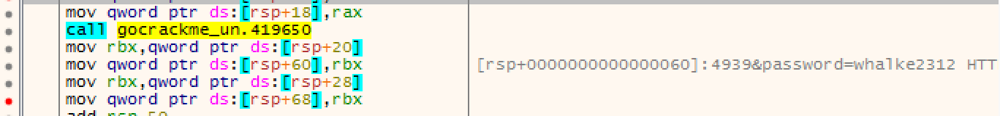 mov qword ptr ds:[rsp+18],rax
call gocrackme_un.419650
mov rbx,qword ptr ds:[rsp+20]
mov qword ptr ds:[rsp+60],rbx [rsp+0000000000000060]:4939&password=whalke2312 HTT
mov rbx,qword ptr ds:[rsp+28]
mov qword ptr ds:[rsp+68],rbx
add rsp,50